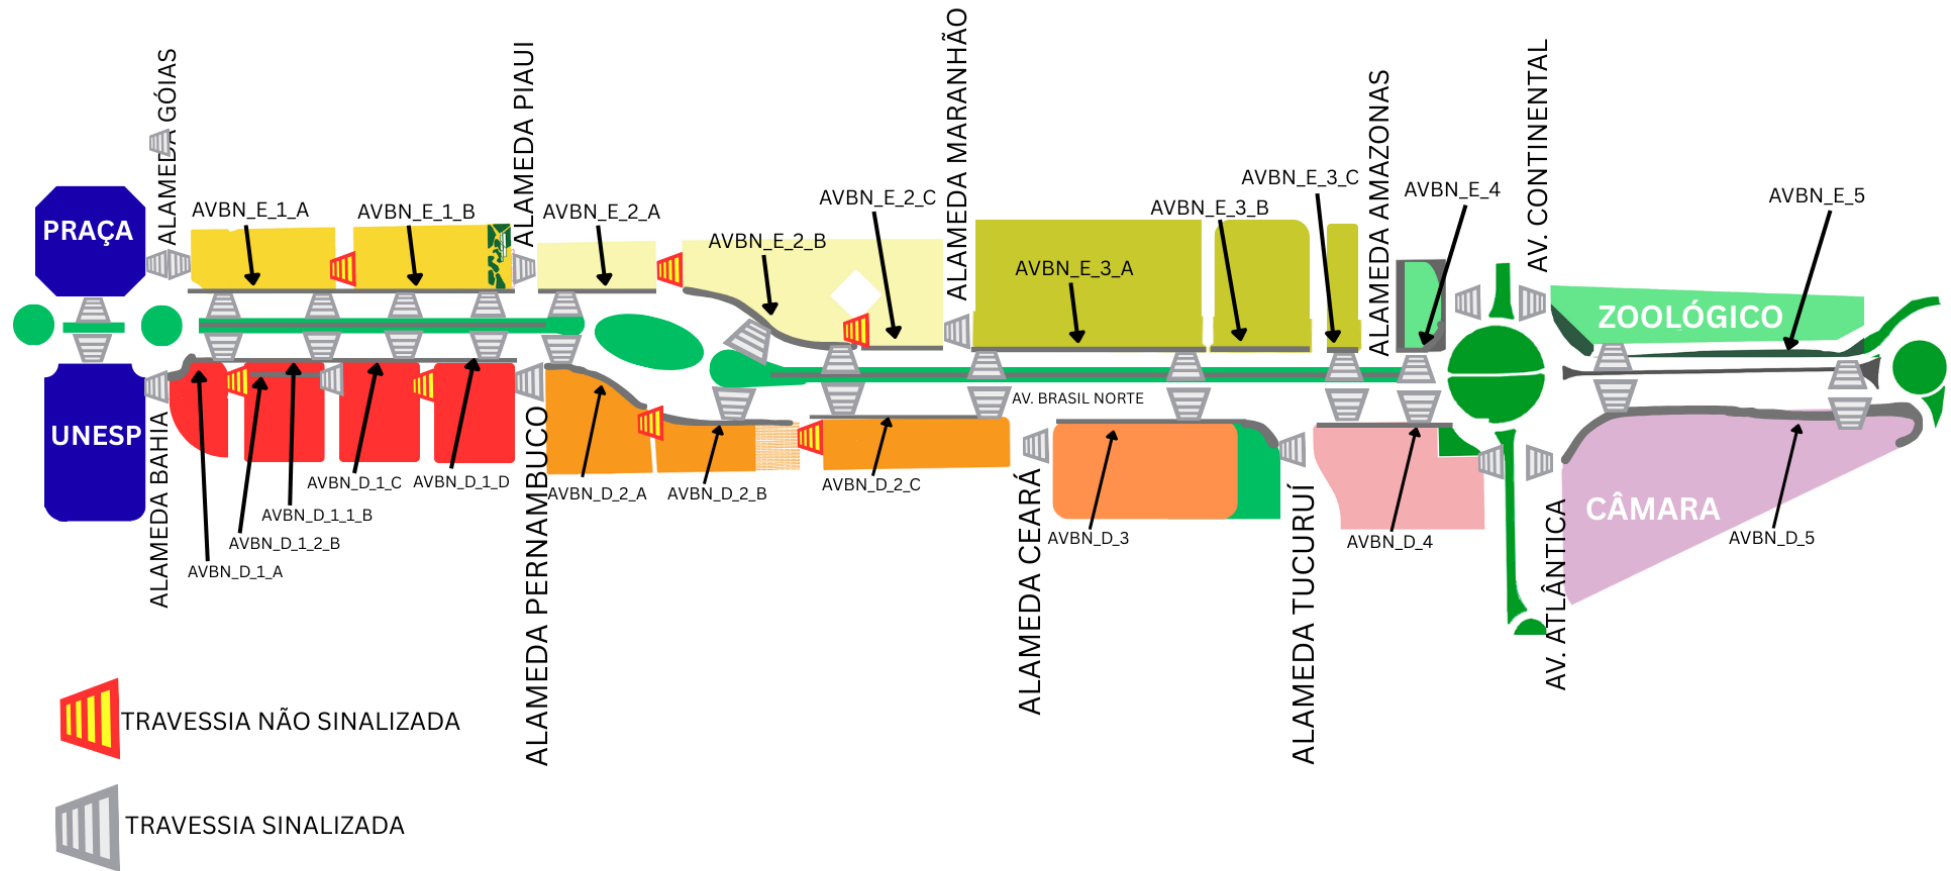 ALAMEDA GÓIAS
ALAMEDA PIAUI
ALAMEDA MARANHÃO
ALAMEDA AMAZONAS
AV. CONTINENTAL
PRAÇA
AVBN_E_1_A
AVBN_E_1_B
AVBN_E_2_A
AVBN_E_2_B
AVBN_E_2_C
AVBN_E_3_A
AVBN_E_3_B
AVBN_E_3_C
AVBN_E_4
AVBN_E_5
ZOOLÓGICO
AV. BRASIL NORTE
UNESP
ALAMEDA BAHIA
AVBN_D_1_A
AVBN_D_1_2_B
AVBN_D_1_1_B
AVBN_D_1_C
AVBN_D_1_D
ALAMEDA PERNAMBUCO
AVBN_D_2_A
AVBN_D_2_B
AVBN_D_2_C
ALAMEDA CEARÁ
AVBN_D_3
ALAMEDA TUCURUÍ
AVBN_D_4
AV. ATLÂNTICA
CÂMARA
AVBN_D_5
TRAVESSIA NÃO SINALIZADA
TRAVESSIA SINALIZADA